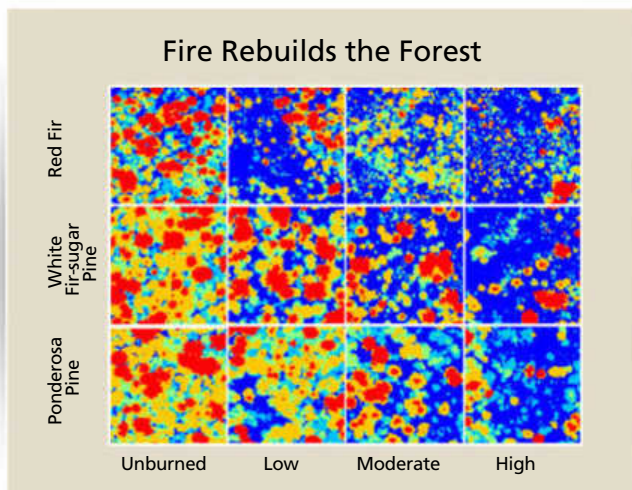 Fire Rebuilds the Forest
Red Fir
White
Fir-sugar
Pine
Ponderosa
Pine
Unburned Low Moderate High